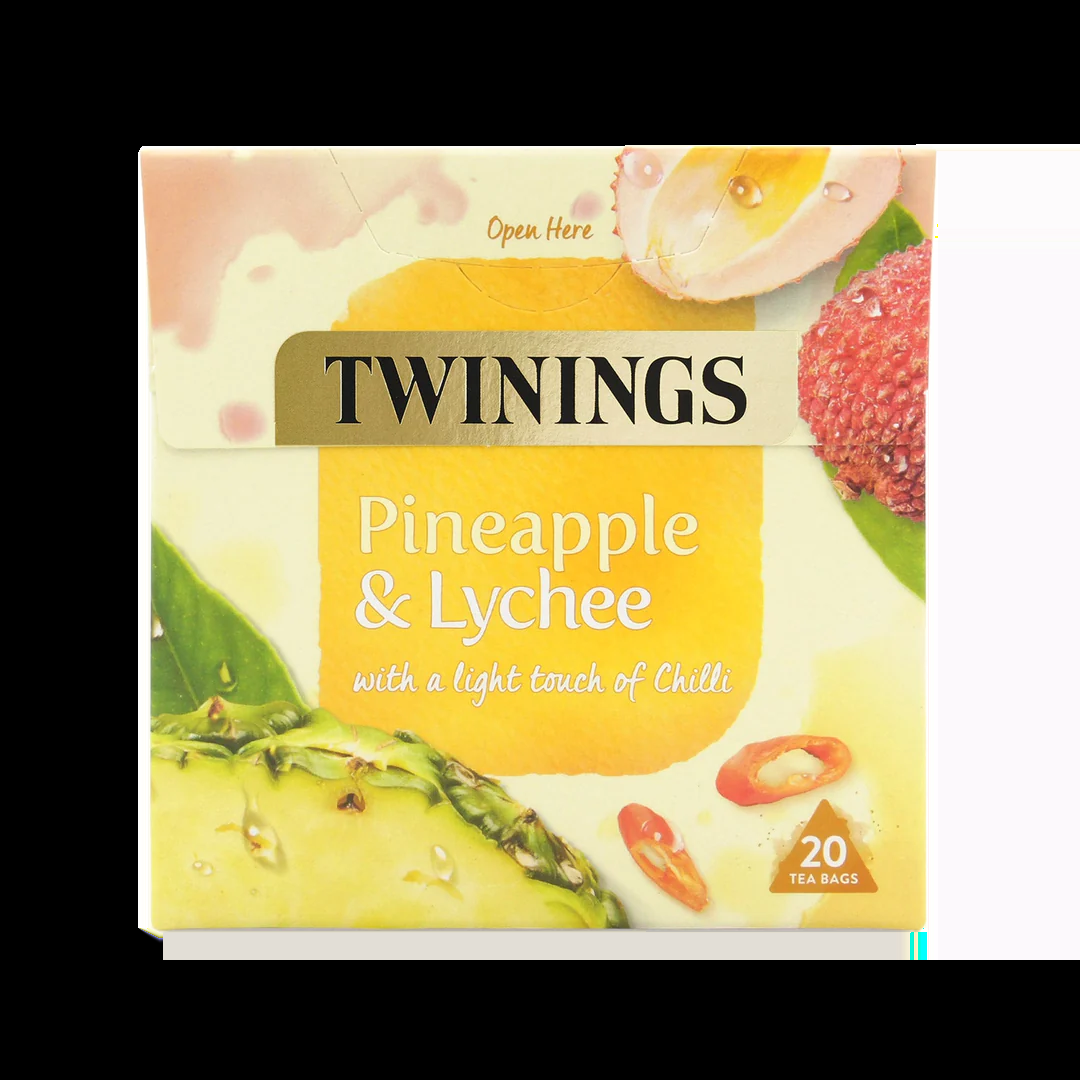 Open Here
TWININGS
Pineapple
& Lychee
with a light touch of Chilli
20
TEA BAGS